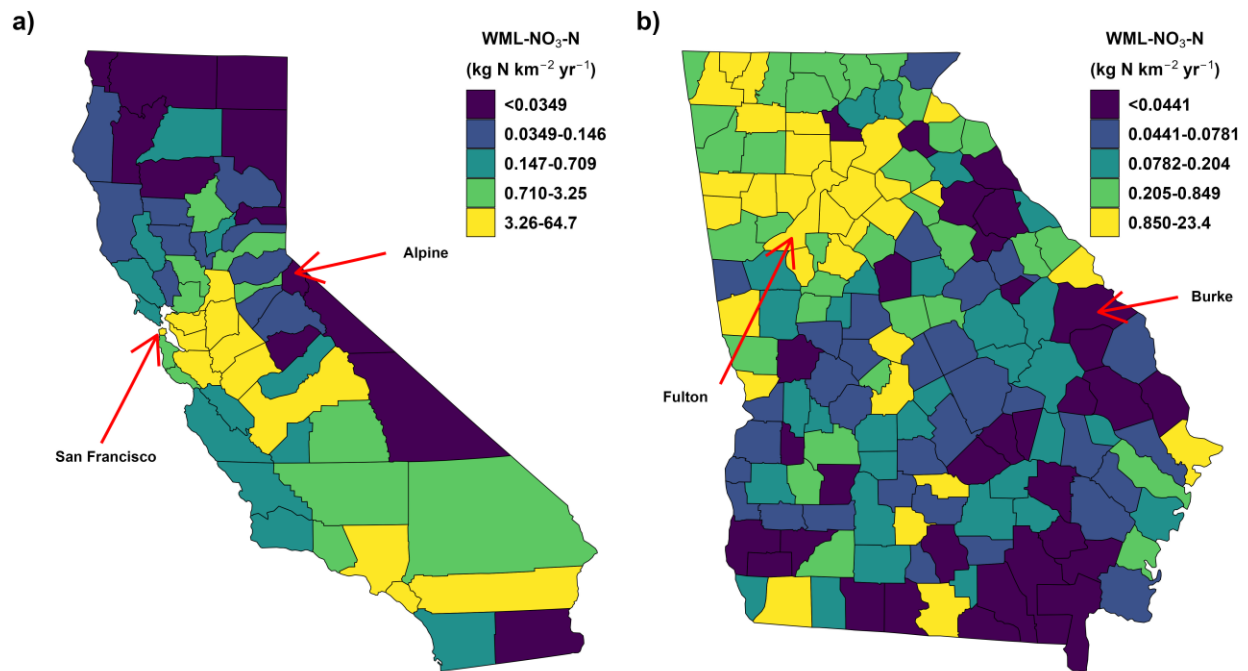 a)
WML-NO₃-N
(kg N km⁻² yr⁻¹)
<0.0349
0.0349-0.146
0.147-0.709
0.710-3.25
3.26-64.7
Alpine
San Francisco
b)
WML-NO₃-N
(kg N km⁻² yr⁻¹)
<0.0441
0.0441-0.0781
0.0782-0.204
0.205-0.849
0.850-23.4
Burke
Fulton